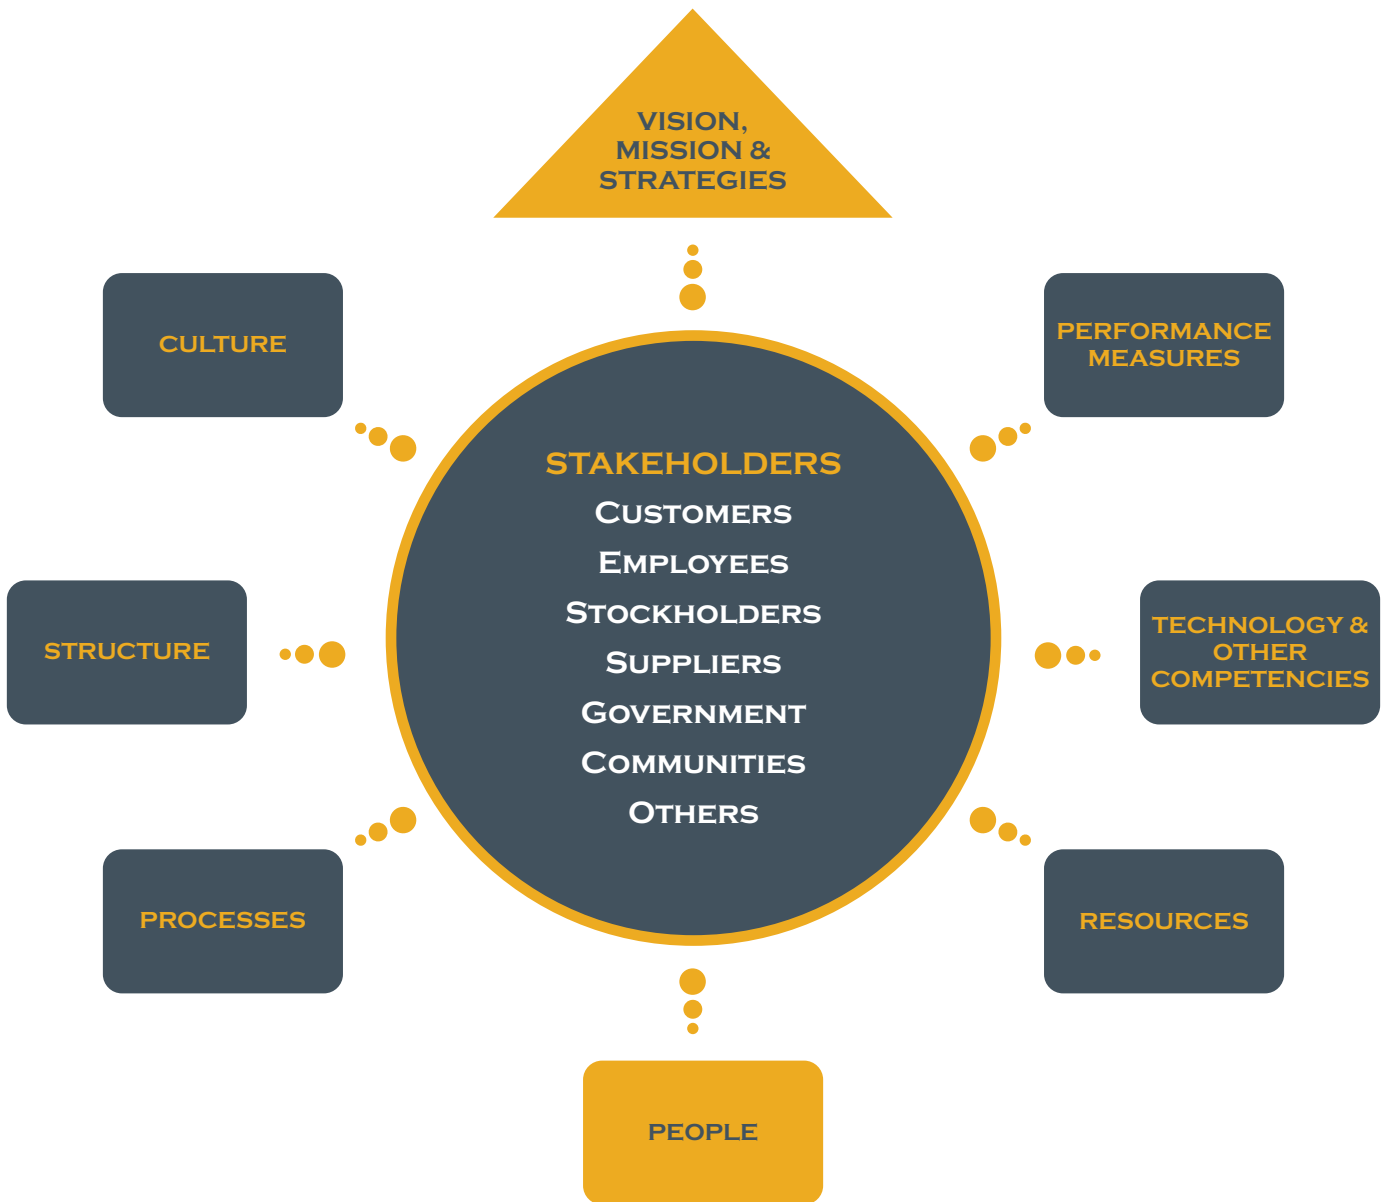 VISION,
MISSION &
STRATEGIES
CULTURE
PERFORMANCE
MEASURES
STAKEHOLDERS
CUSTOMERS
EMPLOYEES
STOCKHOLDERS
SUPPLIERS
GOVERNMENT
COMMUNITIES
OTHERS
STRUCTURE
TECHNOLOGY &
OTHER
COMPETENCIES
PROCESSES
RESOURCES
PEOPLE